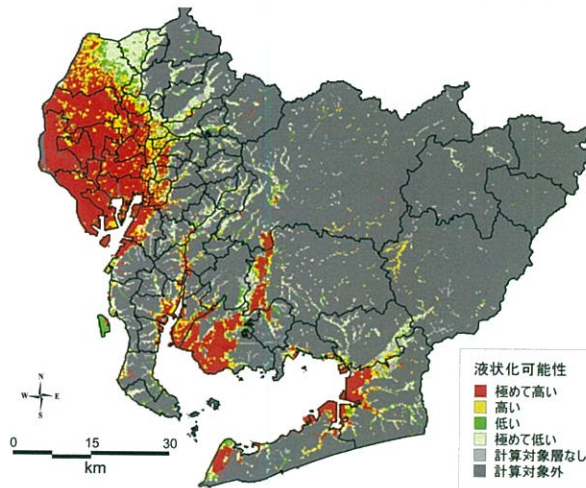 N
W E
S
0 15 30
km
液状化可能性
極めて高い
高い
低い
極めて低い
計算対象層なし
計算対象外